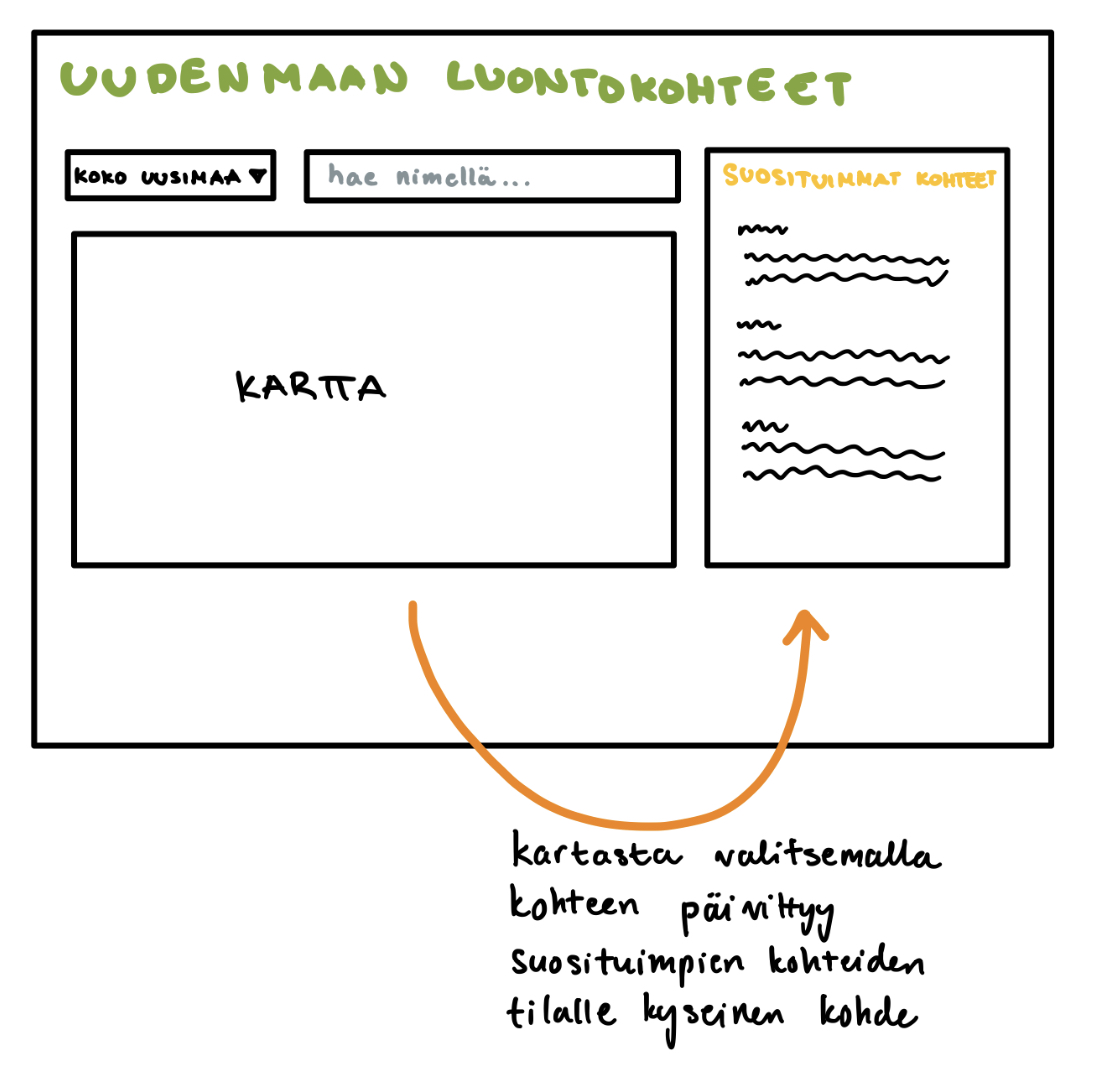 UUDENMAAN LUONTOKOHTEET
KOKO UUSIMAA ▼
hae nimellä...
SUOSITUIMMAT KOHTEET
KARTTA
kartasta valitsemalla
kohteen päivittyy
suosituimpien kohteiden
tilalle kyseinen kohde